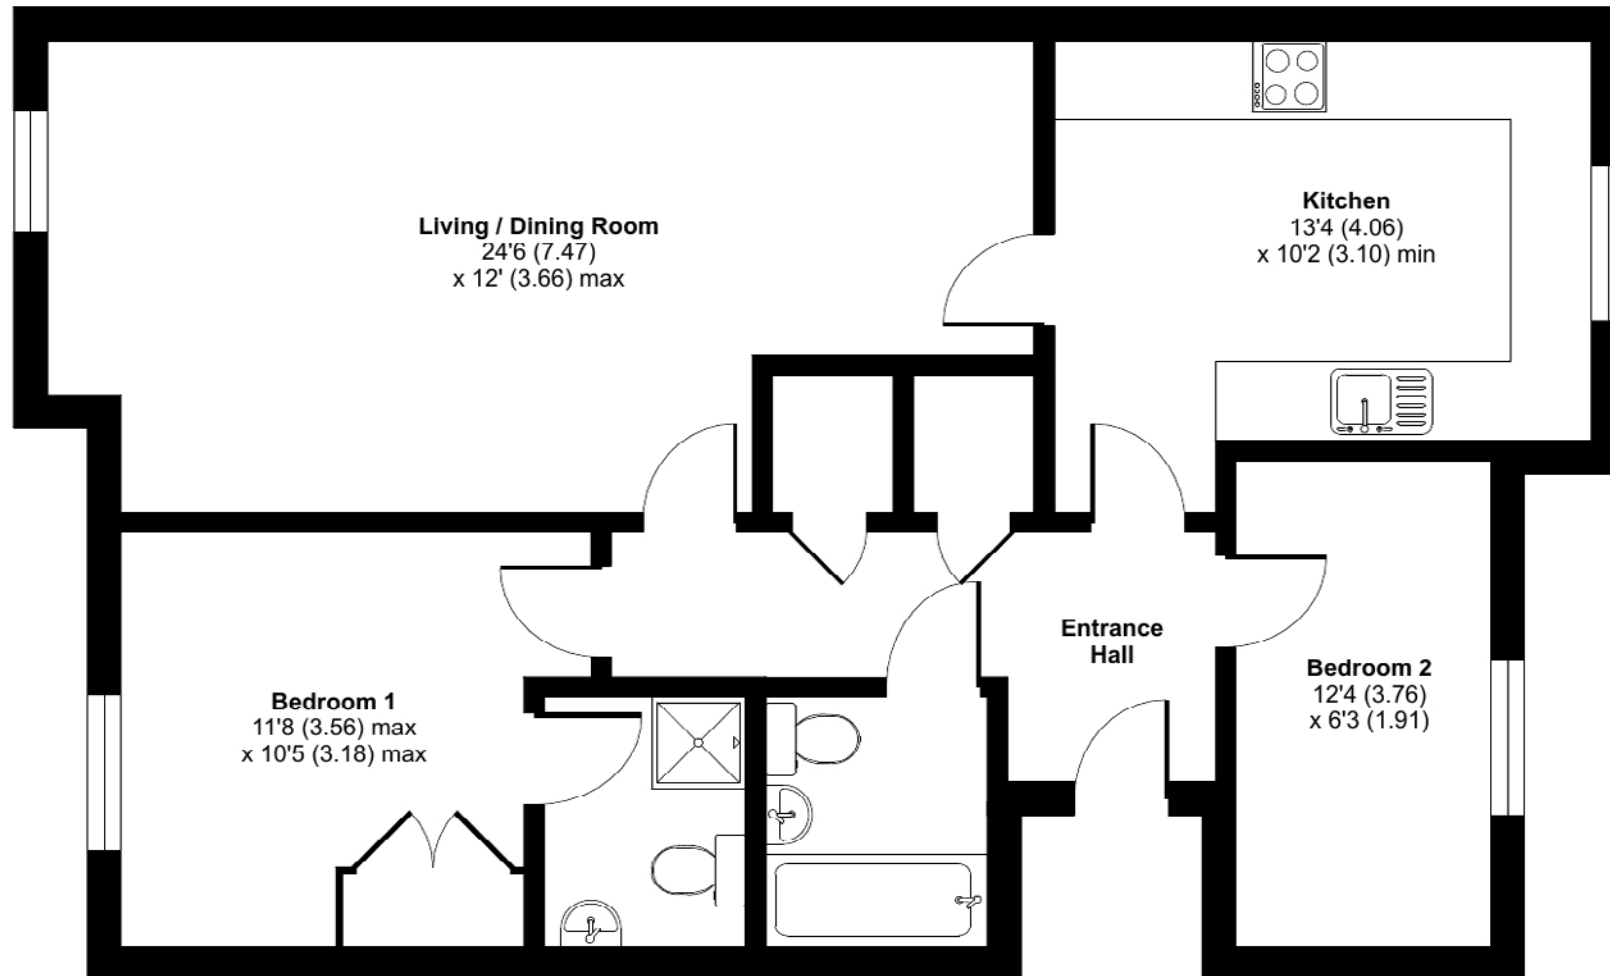 Living / Dining Room
24'6 (7.47)
x 12' (3.66) max
Kitchen
13'4 (4.06)
x 10'2 (3.10) min
Entrance
Hall
Bedroom 1
11'8 (3.56) max
x 10'5 (3.18) max
Bedroom 2
12'4 (3.76)
x 6'3 (1.91)